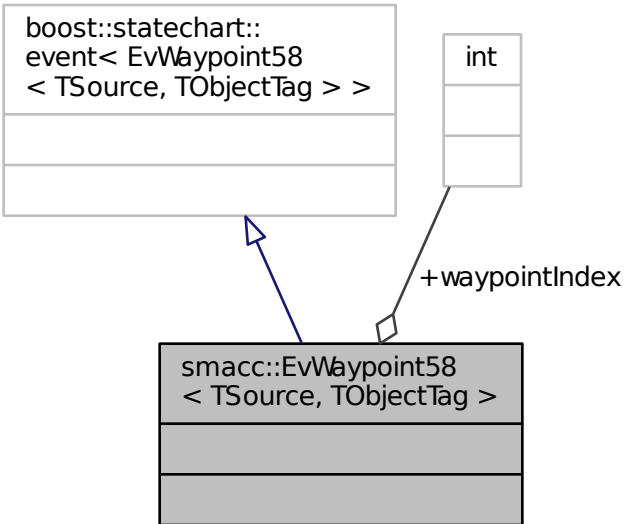 boost::statechart::
event< EvWaypoint58
< TSource, TObjectTag > >
int
+waypointIndex
smacc::EvWaypoint58
< TSource, TObjectTag >